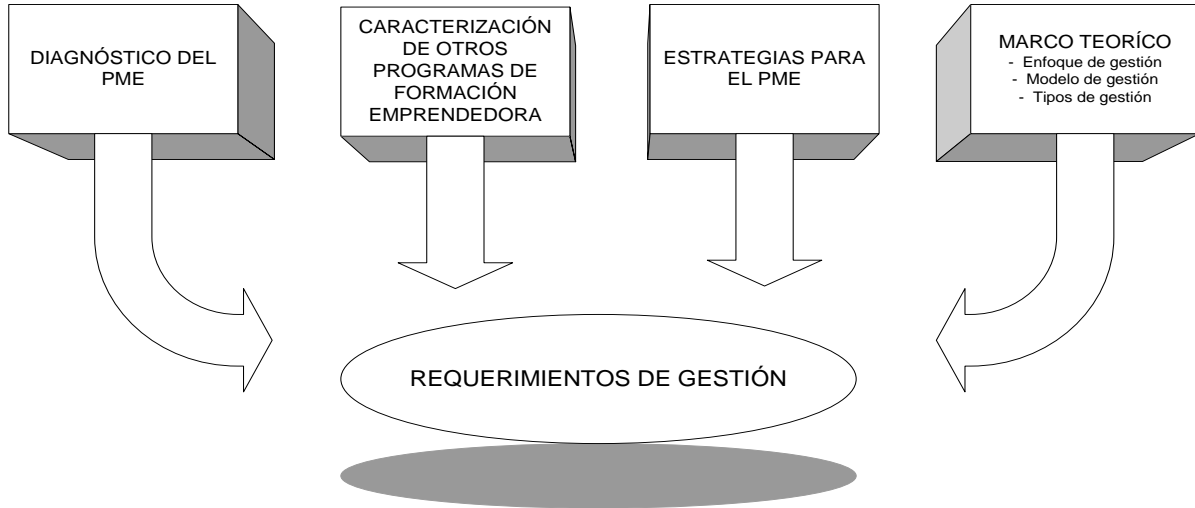 DIAGNÓSTICO DEL
PME
CARACTERIZACIÓN
DE OTROS
PROGRAMAS DE
FORMACIÓN
EMPRENDEDORA
ESTRATEGIAS PARA
EL PME
MARCO TEORÍCO
- Enfoque de gestión
- Modelo de gestión
- Tipos de gestión
REQUERIMIENTOS DE GESTIÓN